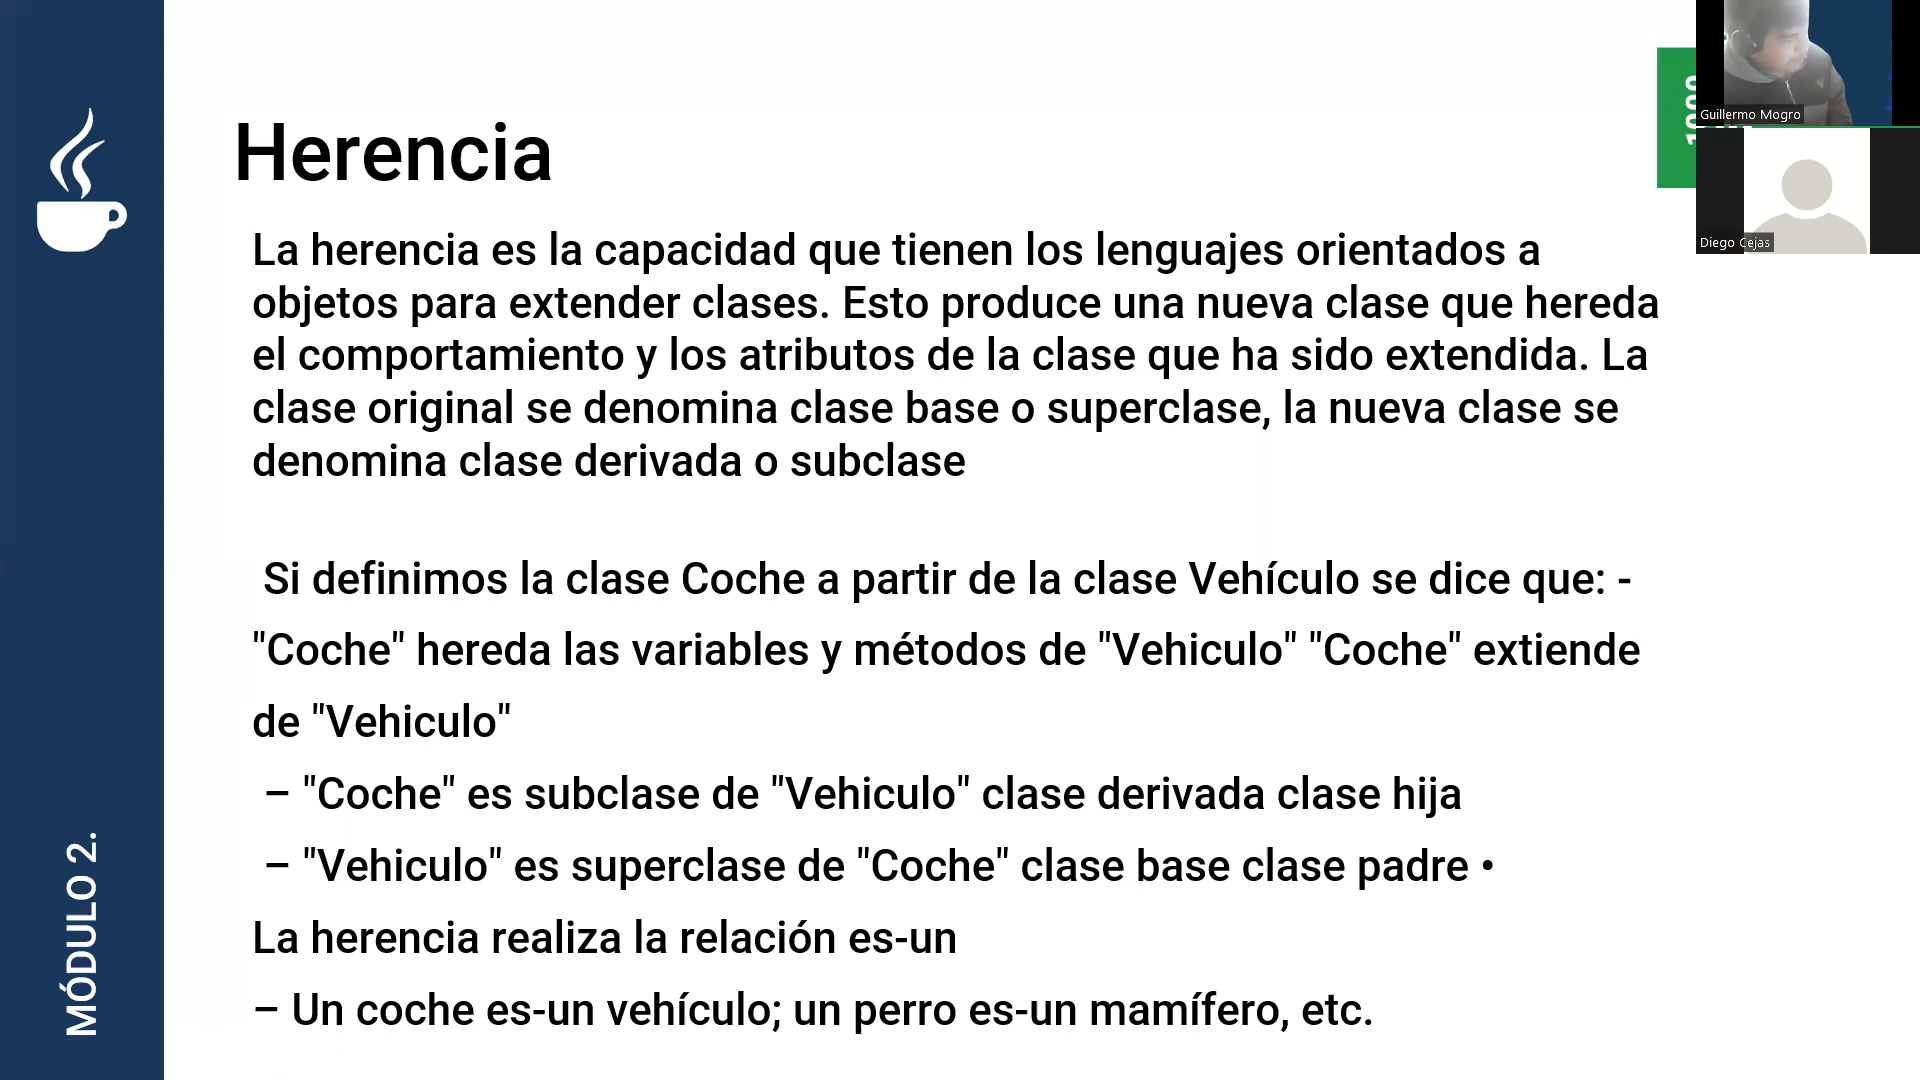 Herencia
La herencia es la capacidad que tienen los lenguajes orientados a
objetos para extender clases. Esto produce una nueva clase que hereda
el comportamiento y los atributos de la clase que ha sido extendida. La
clase original se denomina clase base o superclase, la nueva clase se
denomina clase derivada o subclase
Si definimos la clase Coche a partir de la clase Vehículo se dice que: -
"Coche" hereda las variables y métodos de "Vehiculo" "Coche" extiende
de "Vehiculo"
– "Coche" es subclase de "Vehiculo" clase derivada clase hija
– "Vehiculo" es superclase de "Coche" clase base clase padre •
La herencia realiza la relación es-un
– Un coche es-un vehículo; un perro es-un mamífero, etc.
MÓDULO 2.
Guillermo Mogro
Diego Cejas